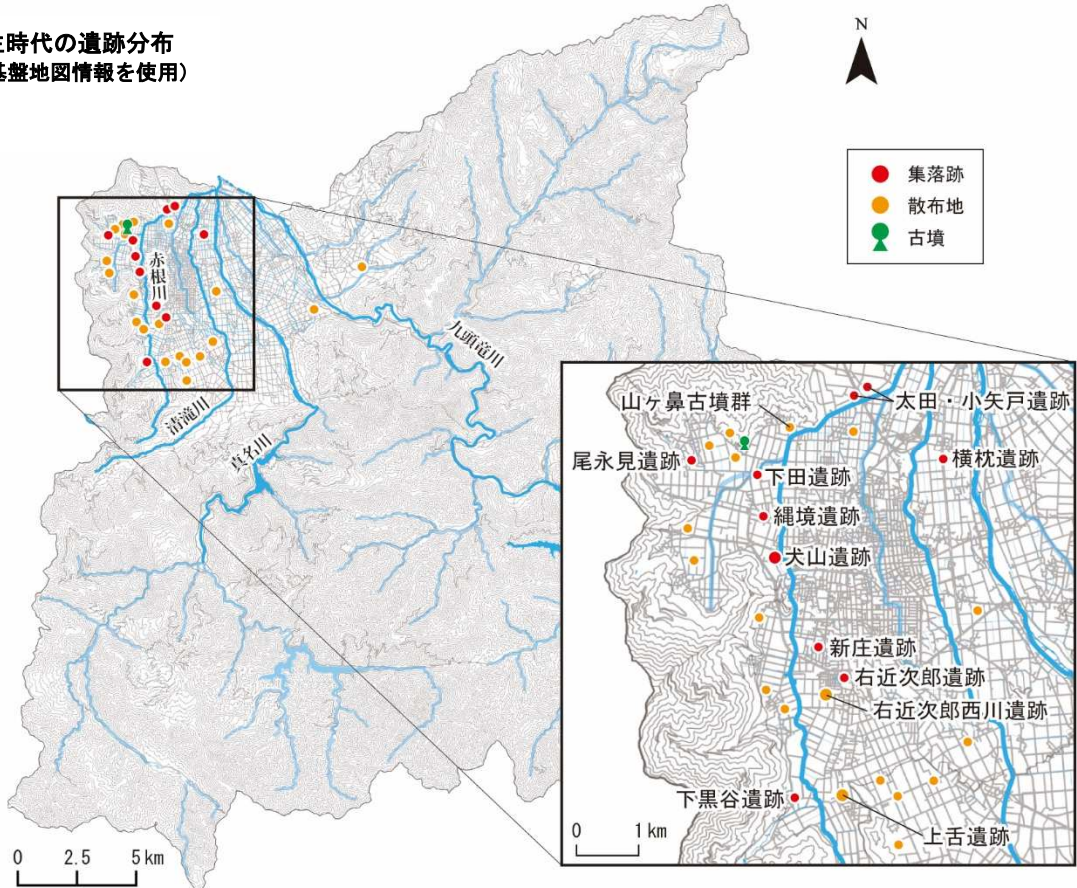 生時代の遺跡分布
基盤地図情報を使用)
N
集落跡
散布地
古墳
赤根川
九頭竜川
清滝川
真名川
山ヶ鼻古墳群
太田・小矢戸遺跡
尾永見遺跡
横枕遺跡
下田遺跡
縄境遺跡
犬山遺跡
新庄遺跡
右近次郎遺跡
右近次郎西川遺跡
下黒谷遺跡
上舌遺跡
0 1km
0 2.5 5km